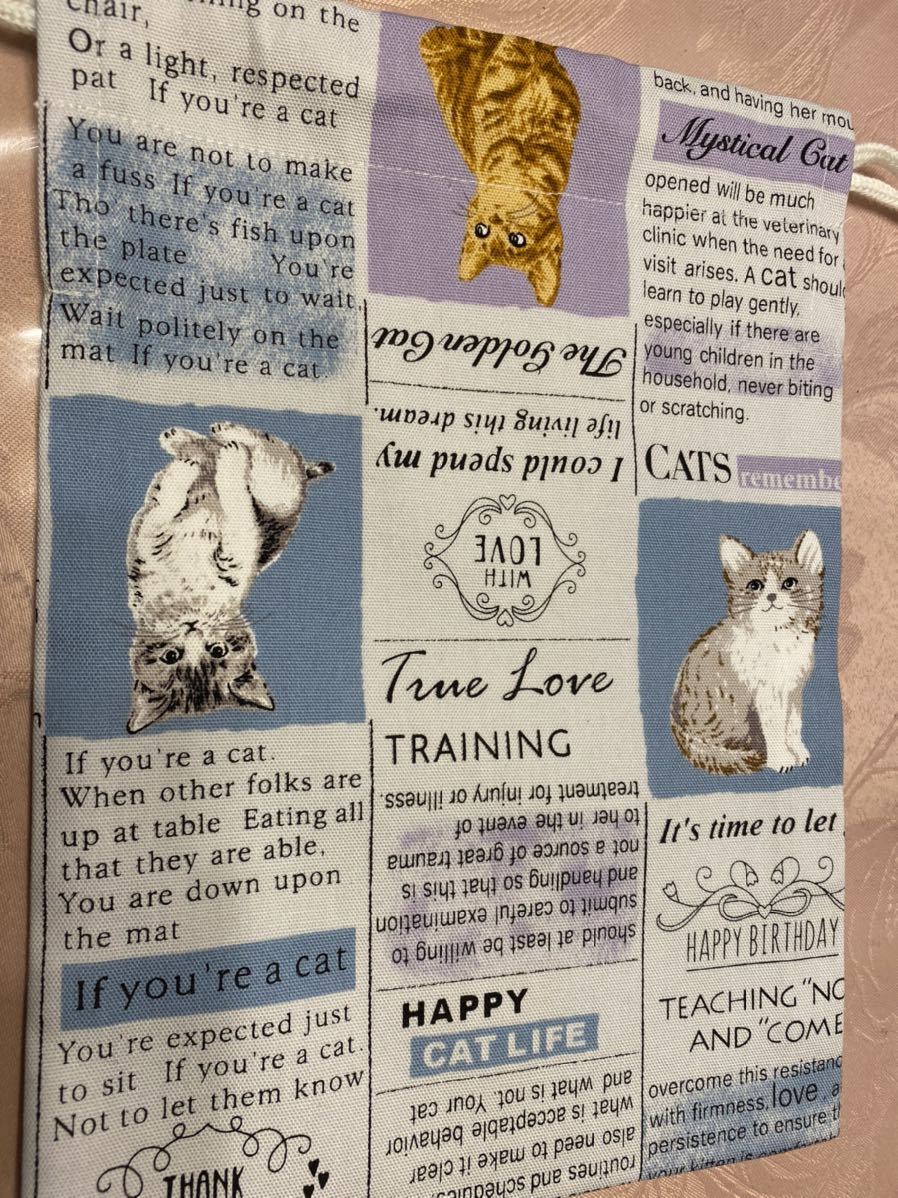 on the
chair,
Or a light, respected
pat If you're a cat
You are not to make
a fuss If you're a cat
Tho' there's fish upon
the plate You're
expected just to wait,
Wait politely on the
mat If you're a cat
If you're a cat.
When other folks are
up at table Eating all
that they are able,
You are down upon
the mat
If you're a cat
You're expected just
to sit If you're a cat.
Not to let them know
THANK
The Golden Cat
I could spend my
life living this dream.
WITH
LOVE
True Love
TRAINING
should at least be willing to
submit to careful examination
and handling so that this is
not a source of great trauma
to her in the event of
treatment for injury or illness.
HAPPY
CAT LIFE
routines and schedules.
also need to make it clear
what is acceptable behavior
and what is not. Your cat
back, and having her mou
Mystical Cat
opened will be much
happier at the veterinary
clinic when the need for
visit arises. A cat shoul
learn to play gently,
especially if there are
young children in the
household, never biting
or scratching.
CATS rememb
It's time to let
HAPPY BIRTHDAY
TEACHING "NO
AND "COME
overcome this resistanc
with firmness, love, a
persistence to ensure th
your kitten is